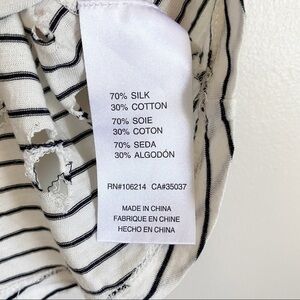 70% SILK
30% COTTON
70% SOIE
30% COTON
70% SEDA
30% ALGODÓN
RN#106214 CA#35037
MADE IN CHINA
FABRIQUE EN CHINE
HECHO EN CHINA